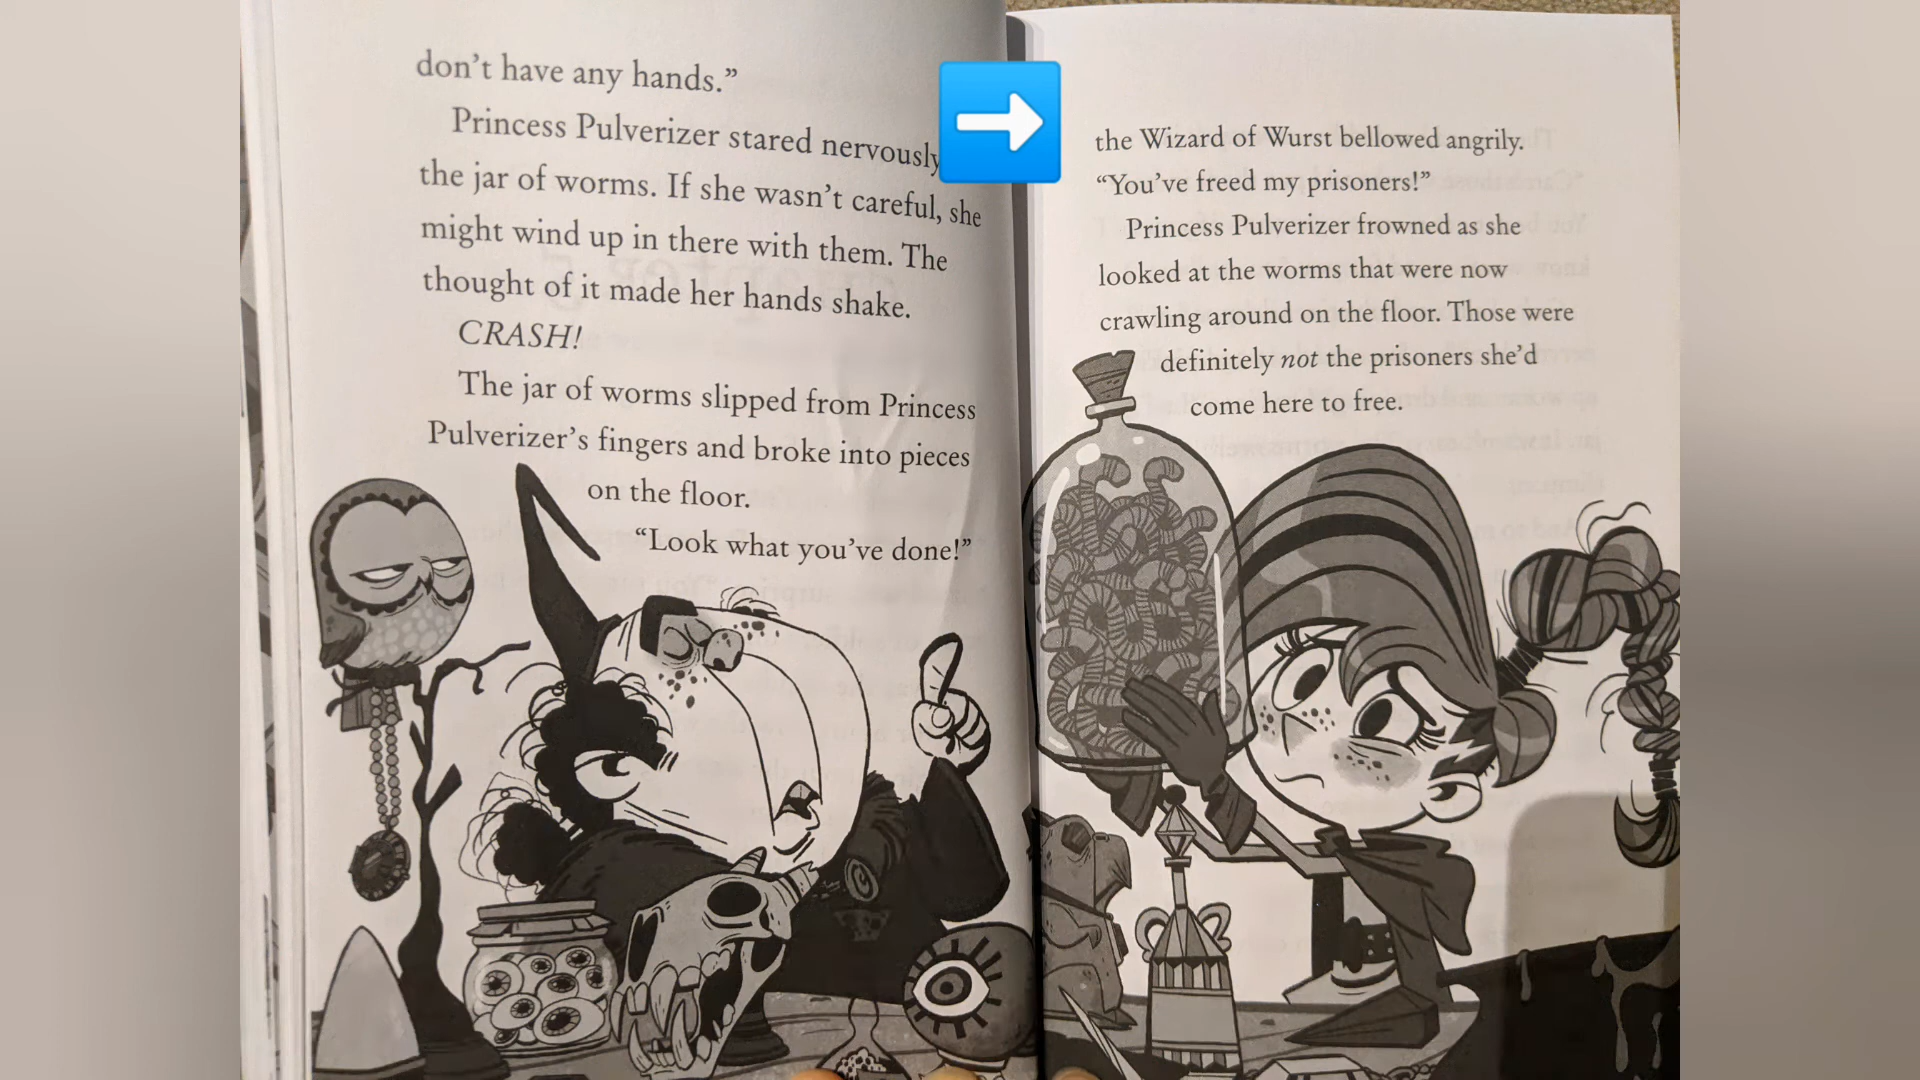 don't have any hands."
Princess Pulverizer stared nervously
the jar of worms. If she wasn't careful, she
might wind up in there with them. The
thought of it made her hands shake.
CRASH!
The jar of worms slipped from Princess
Pulverizer's fingers and broke into pieces
on the floor.
"Look what you've done!"
the Wizard of Wurst bellowed angrily.
"You've freed my prisoners!"
Princess Pulverizer frowned as she
looked at the worms that were now
crawling around on the floor. Those were
definitely not the prisoners she'd
come here to free.